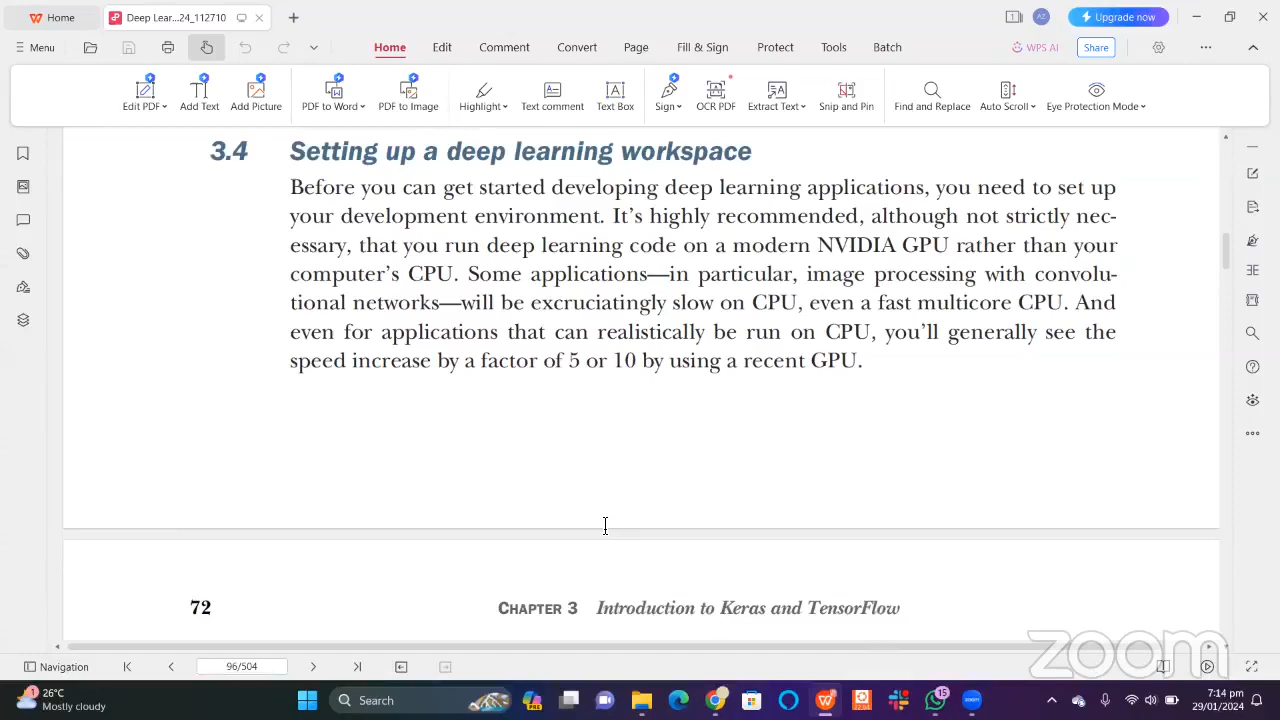 Home
Deep Lear...24_112710
Upgrade now
Menu
Home
Edit
Comment
Convert
Page
Fill & Sign
Protect
Tools
Batch
WPS AI
Share
Edit PDF
Add Text
Add Picture
PDF to Word
PDF to Image
Highlight
Text comment
Text Box
Sign
OCR PDF
Extract Text
Snip and Pin
Find and Replace
Auto Scroll
Eye Protection Mode
3.4 Setting up a deep learning workspace
Before you can get started developing deep learning applications, you need to set up
your development environment. It's highly recommended, although not strictly nec-
essary, that you run deep learning code on a modern NVIDIA GPU rather than your
computer's CPU. Some applications—in particular, image processing with convolu-
tional networks—will be excruciatingly slow on CPU, even a fast multicore CPU. And
even for applications that can realistically be run on CPU, you'll generally see the
speed increase by a factor of 5 or 10 by using a recent GPU.
72
CHAPTER 3 Introduction to Keras and TensorFlow
zoom
Navigation
96/504
1
26°C
Mostly cloudy
Search
15
7:14 pm
29/01/2024